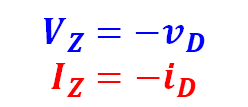 V_Z = −v_D
I_Z = −i_D